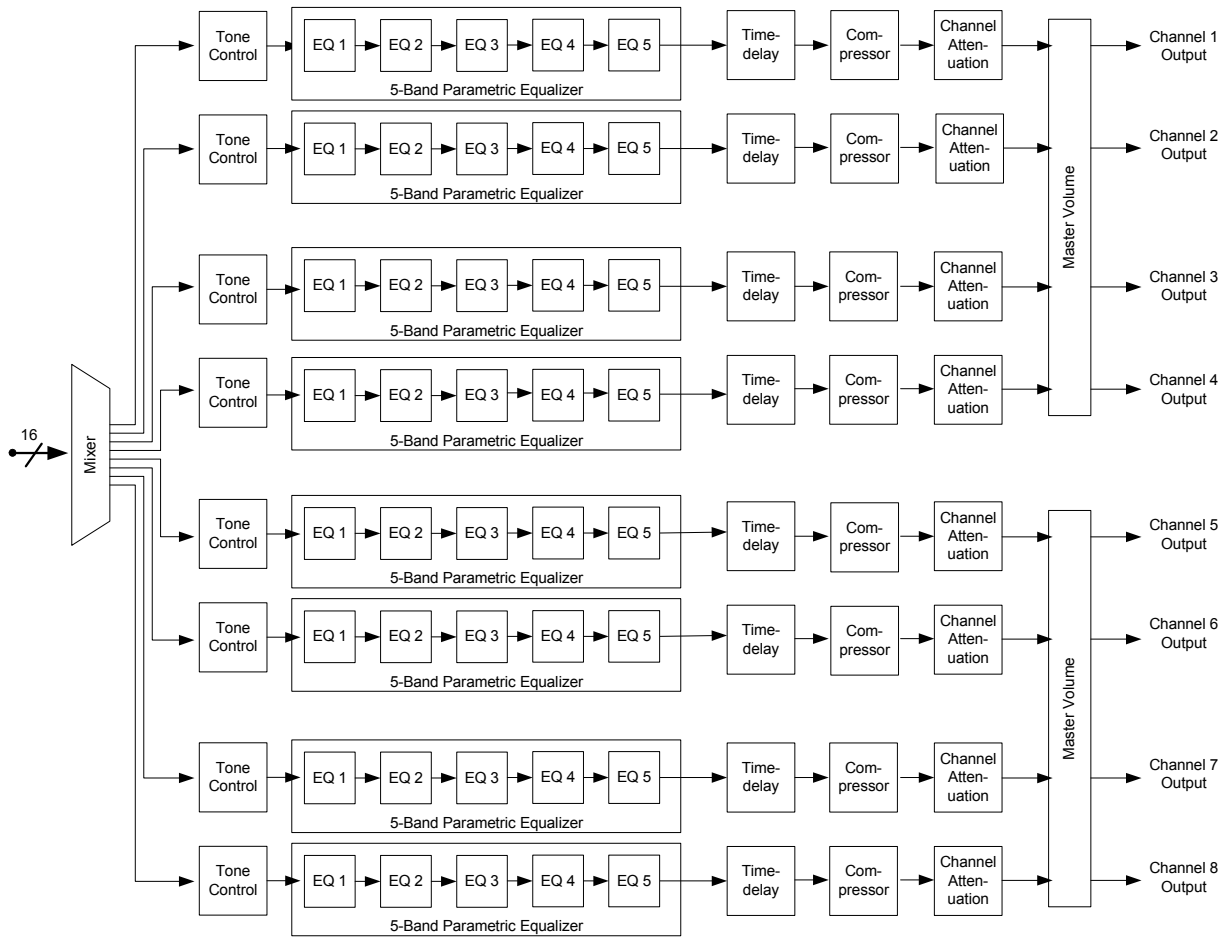 Tone
Control
EQ 1
EQ 2
EQ 3
EQ 4
EQ 5
5-Band Parametric Equalizer
Time-
delay
Com-
pressor
Channel
Atten-
uation
Channel 1
Output
Tone
Control
EQ 1
EQ 2
EQ 3
EQ 4
EQ 5
5-Band Parametric Equalizer
Time-
delay
Com-
pressor
Channel
Atten-
uation
Channel 2
Output
Master Volume
Tone
Control
EQ 1
EQ 2
EQ 3
EQ 4
EQ 5
5-Band Parametric Equalizer
Time-
delay
Com-
pressor
Channel
Atten-
uation
Channel 3
Output
Tone
Control
EQ 1
EQ 2
EQ 3
EQ 4
EQ 5
5-Band Parametric Equalizer
Time-
delay
Com-
pressor
Channel
Atten-
uation
Channel 4
Output
16
Mixer
Tone
Control
EQ 1
EQ 2
EQ 3
EQ 4
EQ 5
5-Band Parametric Equalizer
Time-
delay
Com-
pressor
Channel
Atten-
uation
Channel 5
Output
Tone
Control
EQ 1
EQ 2
EQ 3
EQ 4
EQ 5
5-Band Parametric Equalizer
Time-
delay
Com-
pressor
Channel
Atten-
uation
Channel 6
Output
Master Volume
Tone
Control
EQ 1
EQ 2
EQ 3
EQ 4
EQ 5
5-Band Parametric Equalizer
Time-
delay
Com-
pressor
Channel
Atten-
uation
Channel 7
Output
Tone
Control
EQ 1
EQ 2
EQ 3
EQ 4
EQ 5
5-Band Parametric Equalizer
Time-
delay
Com-
pressor
Channel
Atten-
uation
Channel 8
Output